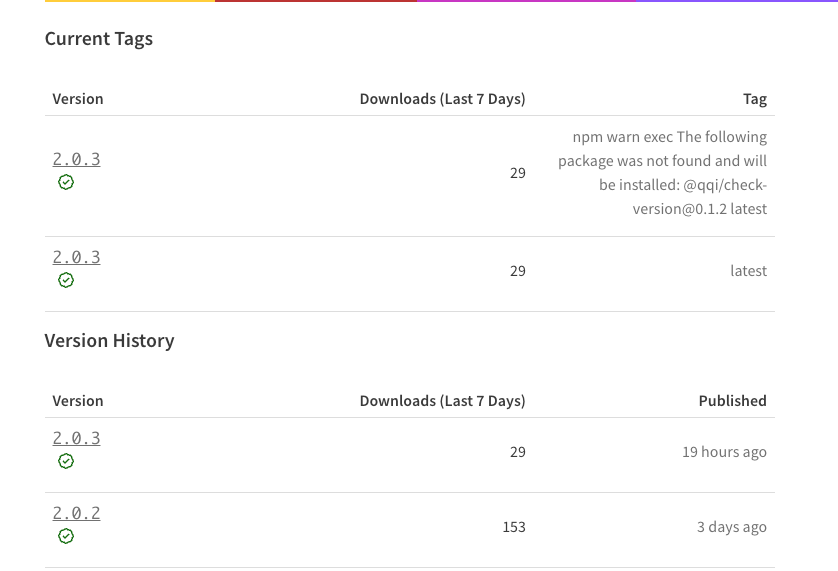 Current Tags
Version Downloads (Last 7 Days) Tag
npm warn exec The following
package was not found and will
2.0.3 29
be installed: @qqi/check-
version@0.1.2 latest
2.0.3 29 latest
Version History
Version Downloads (Last 7 Days) Published
2.0.3 29 19 hours ago
2.0.2 153 3 days ago